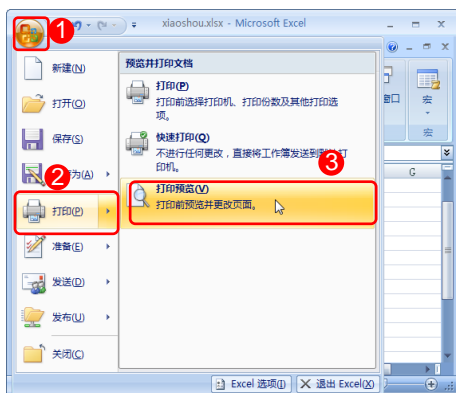 1
xiaoshou.xlsx - Microsoft Excel
新建(N)
打开(O)
保存(S)
为(A)
2
打印(P)
准备(E)
发送(D)
发布(U)
关闭(C)
预览并打印文档
打印(P)
打印前选择打印机、打印份数及其他打印选
项。
快速打印(Q)
不进行任何更改，直接将工作簿发送到
打
印机。
3
打印预览(V)
打印前预览并更改页面。
窗口
宏
宏
G
Excel 选项(I)
退出 Excel(X)